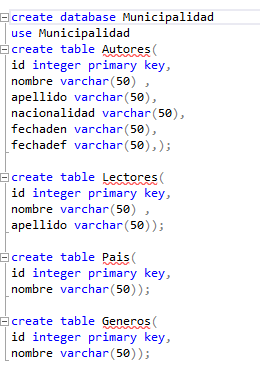 create database Municipalidad
use Municipalidad
create table Autores(
id integer primary key,
nombre varchar(50) ,
apellido varchar(50),
nacionalidad varchar(50),
fechaden varchar(50),
fechadef varchar(50),);
create table Lectores(
id integer primary key,
nombre varchar(50) ,
apellido varchar(50));
create table Pais(
id integer primary key,
nombre varchar(50));
create table Generos(
id integer primary key,
nombre varchar(50));